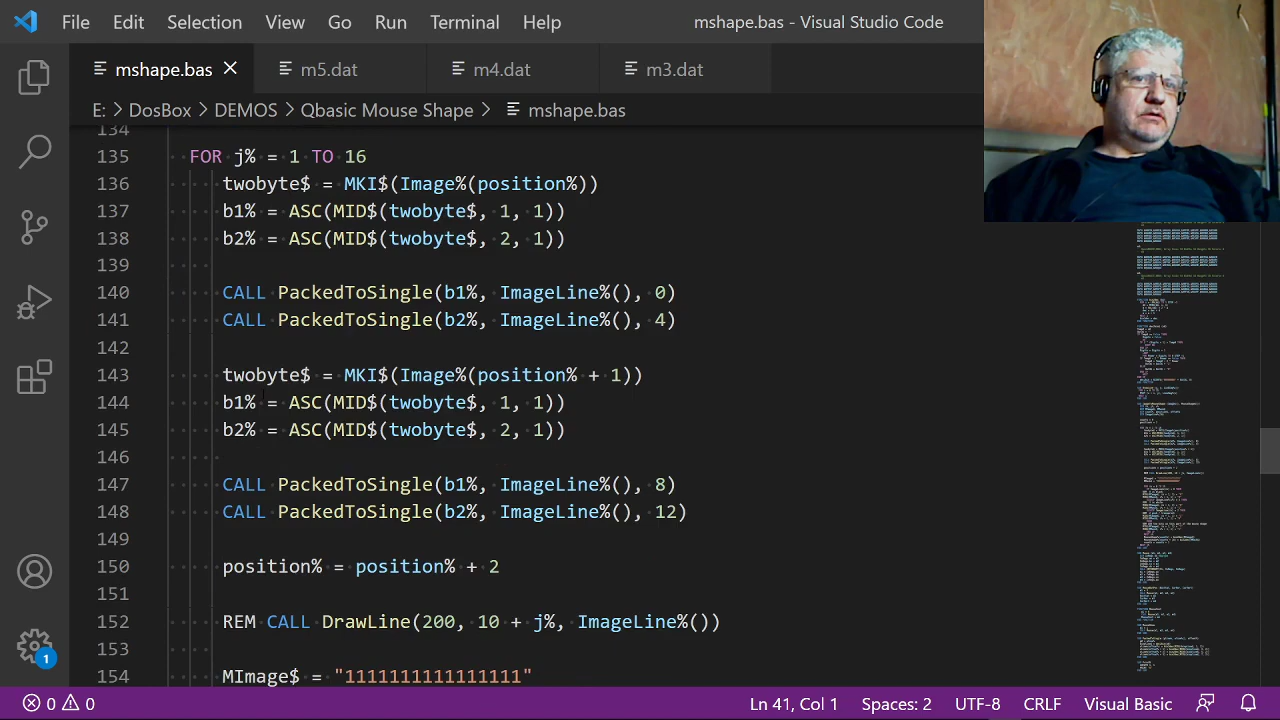 File Edit Selection View Go Run Terminal Help mshape.bas - Visual Studio Code
mshape.bas m5.dat m4.dat m3.dat
E: > DosBox > DEMOS > Qbasic Mouse Shape > mshape.bas
134
135 FOR j% = 1 TO 16
136 twobyte$ = MKI$(Image%(position%))
137 b1% = ASC(MID$(twobyte$, 1, 1))
138 b2% = ASC(MID$(twobyte$, 2, 1))
139
140 CALL PackedToSingle(b1%, ImageLine%(), 0)
141 CALL PackedToSingle(b2%, ImageLine%(), 4)
142
143 twobyte$ = MKI$(Image%(position% + 1))
144 b1% = ASC(MID$(twobyte$, 1, 1))
145 b2% = ASC(MID$(twobyte$, 2, 1))
146
147 CALL PackedToSingle(b1%, ImageLine%(), 8)
148 CALL PackedToSingle(b2%, ImageLine%(), 12)
149
150 position% = position% + 2
151
152 REM CALL DrawLine(200, 10 + j%, ImageLine%())
153
154 MImage$ = "1111111111111111"
1
0 0 Ln 41, Col 1 Spaces: 2 UTF-8 CRLF Visual Basic